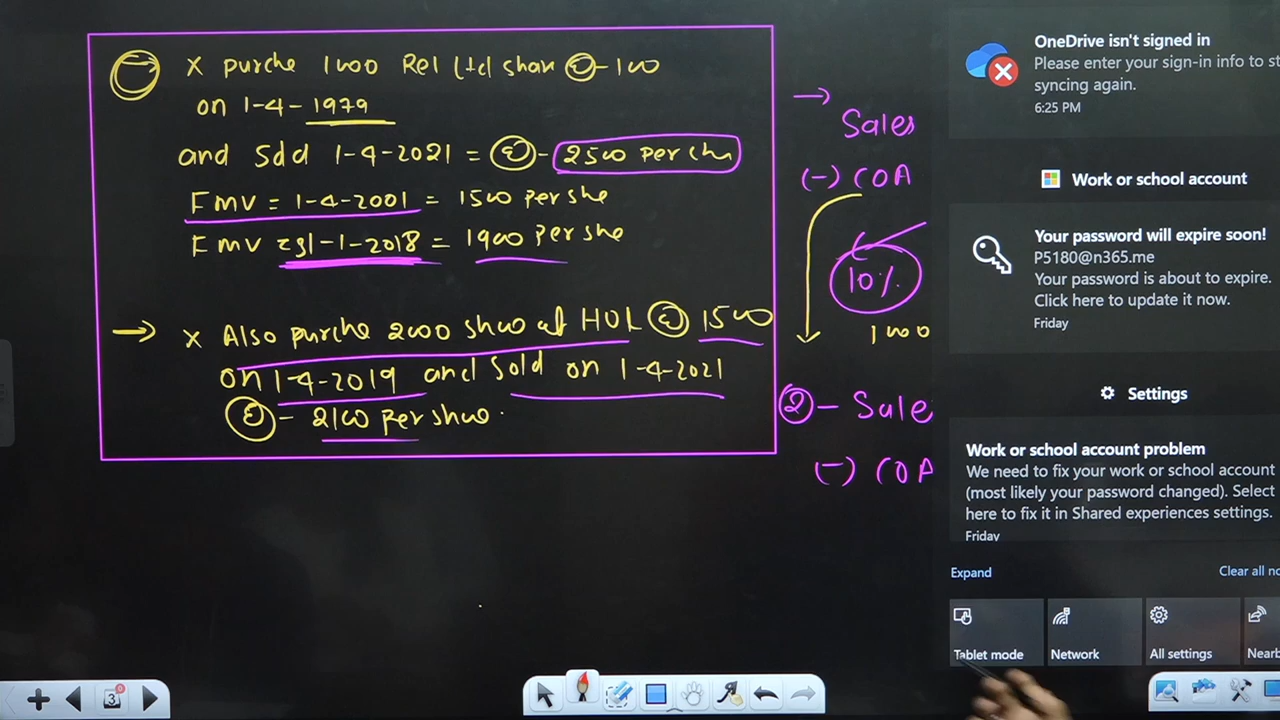 X purche 1000 Rel Ltd share @ - 100
on 1-4-1979
and Sold 1-4-2021 = @ - 2500 per sha
FMV = 1-4-2001 = 1500 per sha
FMV = 31-1-2018 = 1900 per sha
→ X Also purche 2000 share of HUL @ 1500
on 1-4-2019 and Sold on 1-4-2021
@ - 2100 per share.
→
Sales
(-) COA
10%
1000
2 - Sale
(-) COA
OneDrive isn't signed in
Please enter your sign-in info to st
syncing again.
6:25 PM
Work or school account
Your password will expire soon!
P5180@n365.me
Your password is about to expire.
Click here to update it now.
Friday
Settings
Work or school account problem
We need to fix your work or school account
(most likely your password changed). Select
here to fix it in Shared experiences settings.
Friday
Expand Clear all no
Tablet mode Network All settings Nearb
3